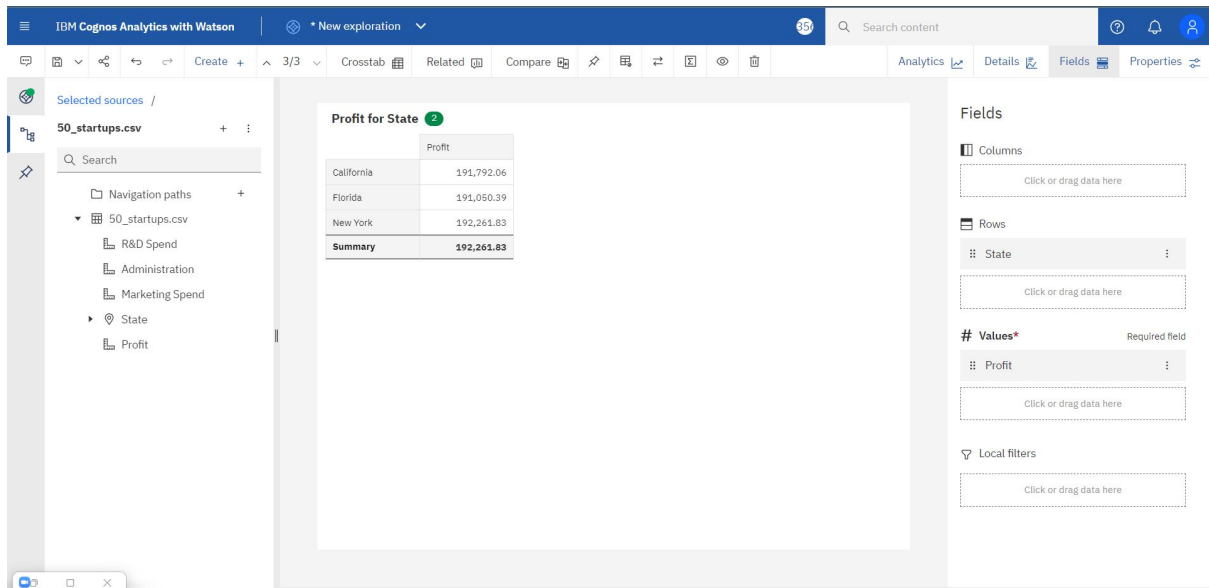 IBM Cognos Analytics with Watson
* New exploration
Search content
Create +
3/3
Crosstab
Related
Compare
Analytics
Details
Fields
Properties
Selected sources /
50_startups.csv
Search
Navigation paths
50_startups.csv
R&D Spend
Administration
Marketing Spend
State
Profit
Profit for State 2
Profit
California 191,792.06
Florida 191,050.39
New York 192,261.83
Summary 192,261.83
Fields
Columns
Click or drag data here
Rows
State
Click or drag data here
# Values* Required field
Profit
Click or drag data here
Local filters
Click or drag data here